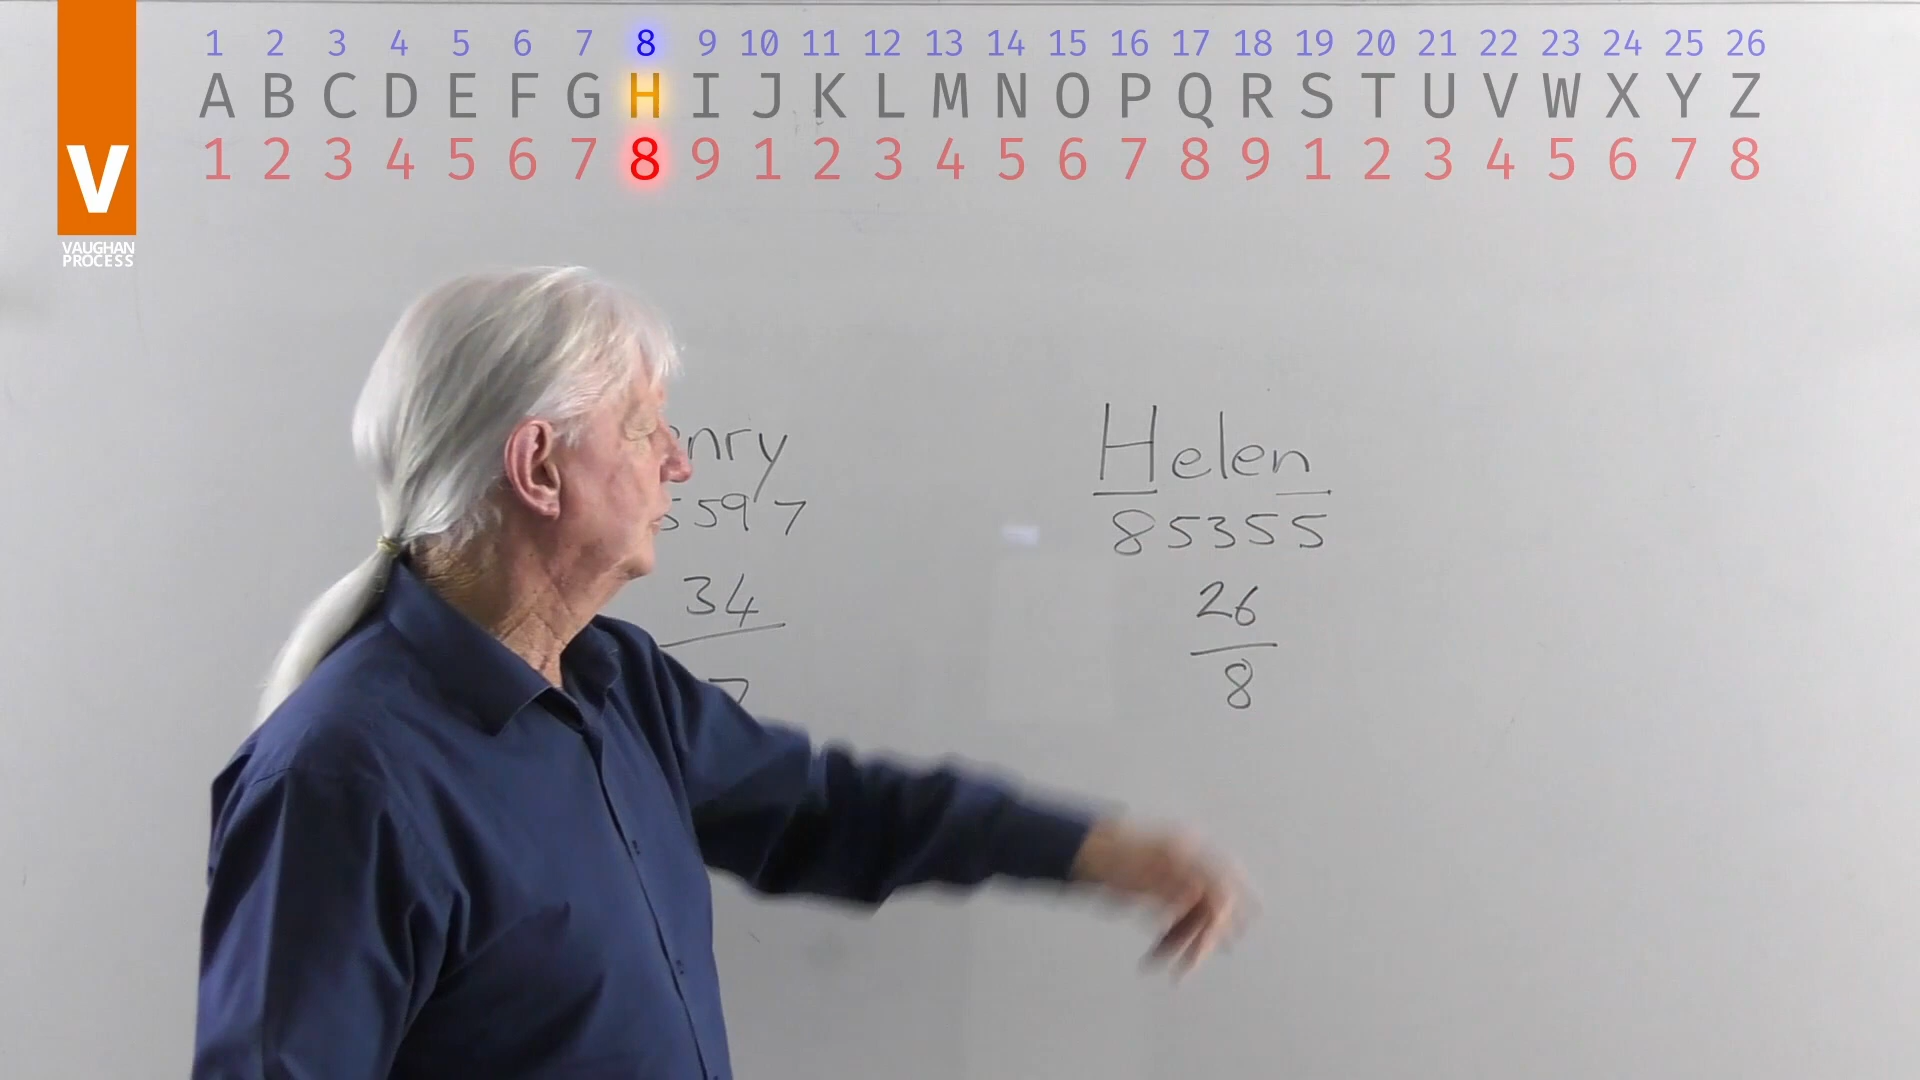 1 2 3 4 5 6 7 8 9 10 11 12 13 14 15 16 17 18 19 20 21 22 23 24 25 26
A B C D E F G H I J K L M N O P Q R S T U V W X Y Z
1 2 3 4 5 6 7 8 9 1 2 3 4 5 6 7 8 9 1 2 3 4 5 6 7 8
V
VAUGHAN
PROCESS
nry
5597
34
7
Helen
85355
26
8